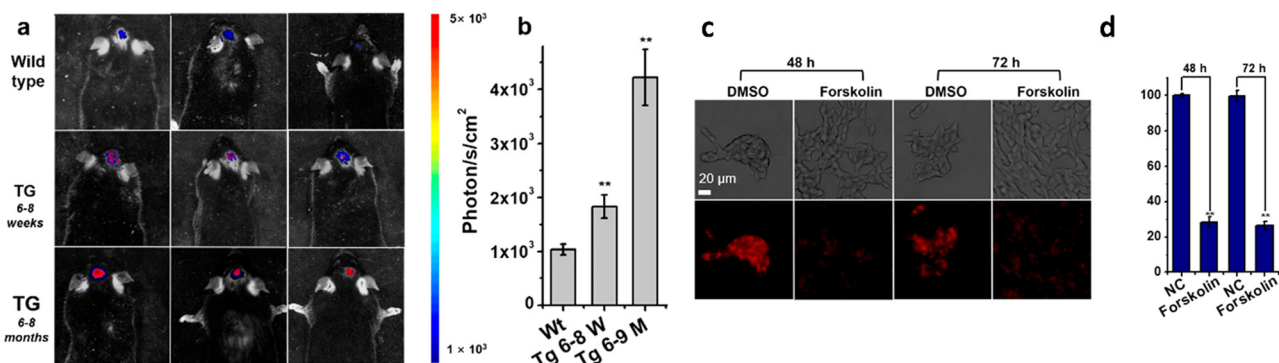 a
Wild
type
TG
6-8
weeks
TG
6-8
months
5× 10³
1 × 10³
b
Photon/s/cm²
4x10³
3x10³
2x10³
1x10³
0
**
**
Wt
Tg 6-8 W
Tg 6-9 M
c
48 h
72 h
DMSO
Forskolin
DMSO
Forskolin
20 µm
d
48 h
72 h
100
80
60
40
20
0
**
**
NC
Forskolin
NC
Forskolin